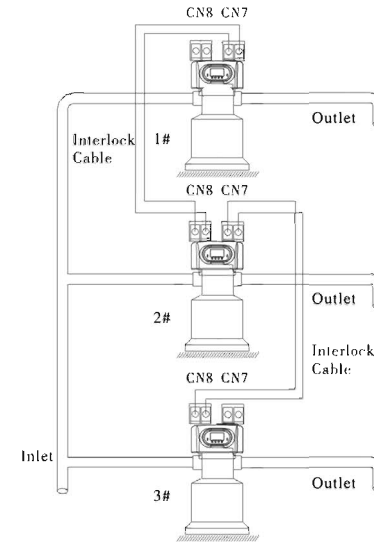 CN8 CN7
Outlet
Interlock
Cable
1#
CN8 CN7
Outlet
2#
Interlock
Cable
CN8 CN7
Inlet
Outlet
3#